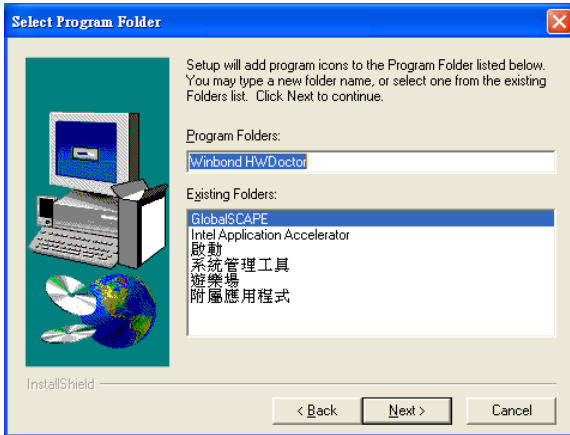 Select Program Folder
Setup will add program icons to the Program Folder listed below.
You may type a new folder name, or select one from the existing
Folders list. Click Next to continue.
Program Folders:
Winbond HWDoctor
Existing Folders:
GlobalSCAPE
Intel Application Accelerator
啟動
系統管理工具
遊樂場
附屬應用程式
InstallShield
< Back
Next >
Cancel